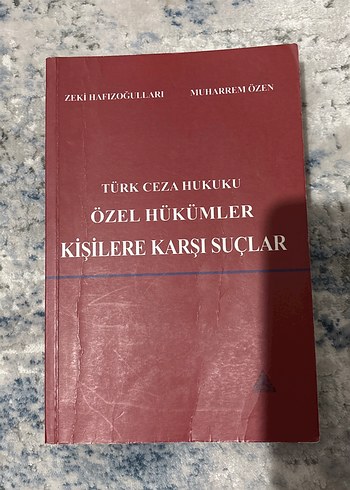 ZEKİ HAFIZOĞULLARI MUHARREM ÖZEN
TÜRK CEZA HUKUKU
ÖZEL HÜKÜMLER
KİŞİLERE KARŞI SUÇLAR